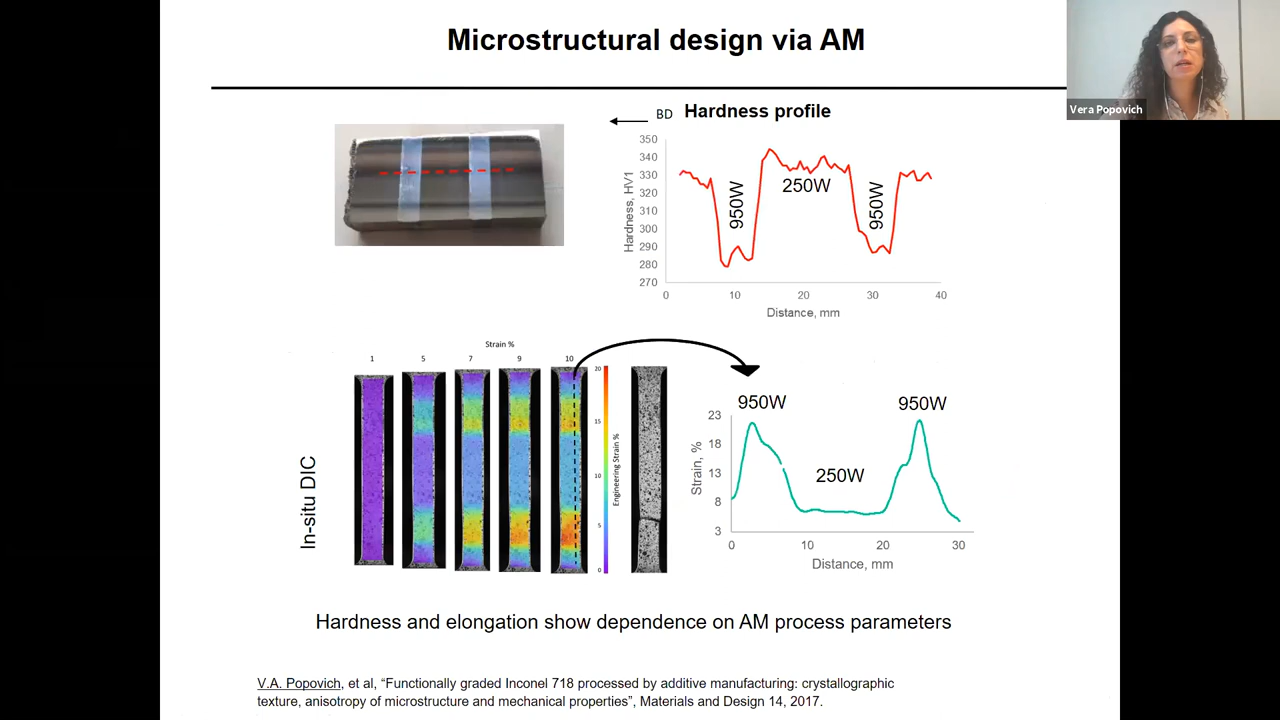 Microstructural design via AM
Vera Popovich
BD
Hardness profile
350
340
330
320
310
300
290
280
270
Hardness, HV1
950W
250W
950W
0
10
20
30
40
Distance, mm
Strain %
1
5
7
9
10
20
15
10
5
0
Engineering Strain %
In-situ DIC
950W
950W
250W
23
18
13
8
3
Strain, %
0
10
20
30
Distance, mm
Hardness and elongation show dependence on AM process parameters
V.A. Popovich, et al, “Functionally graded Inconel 718 processed by additive manufacturing: crystallographic
texture, anisotropy of microstructure and mechanical properties”, Materials and Design 14, 2017.